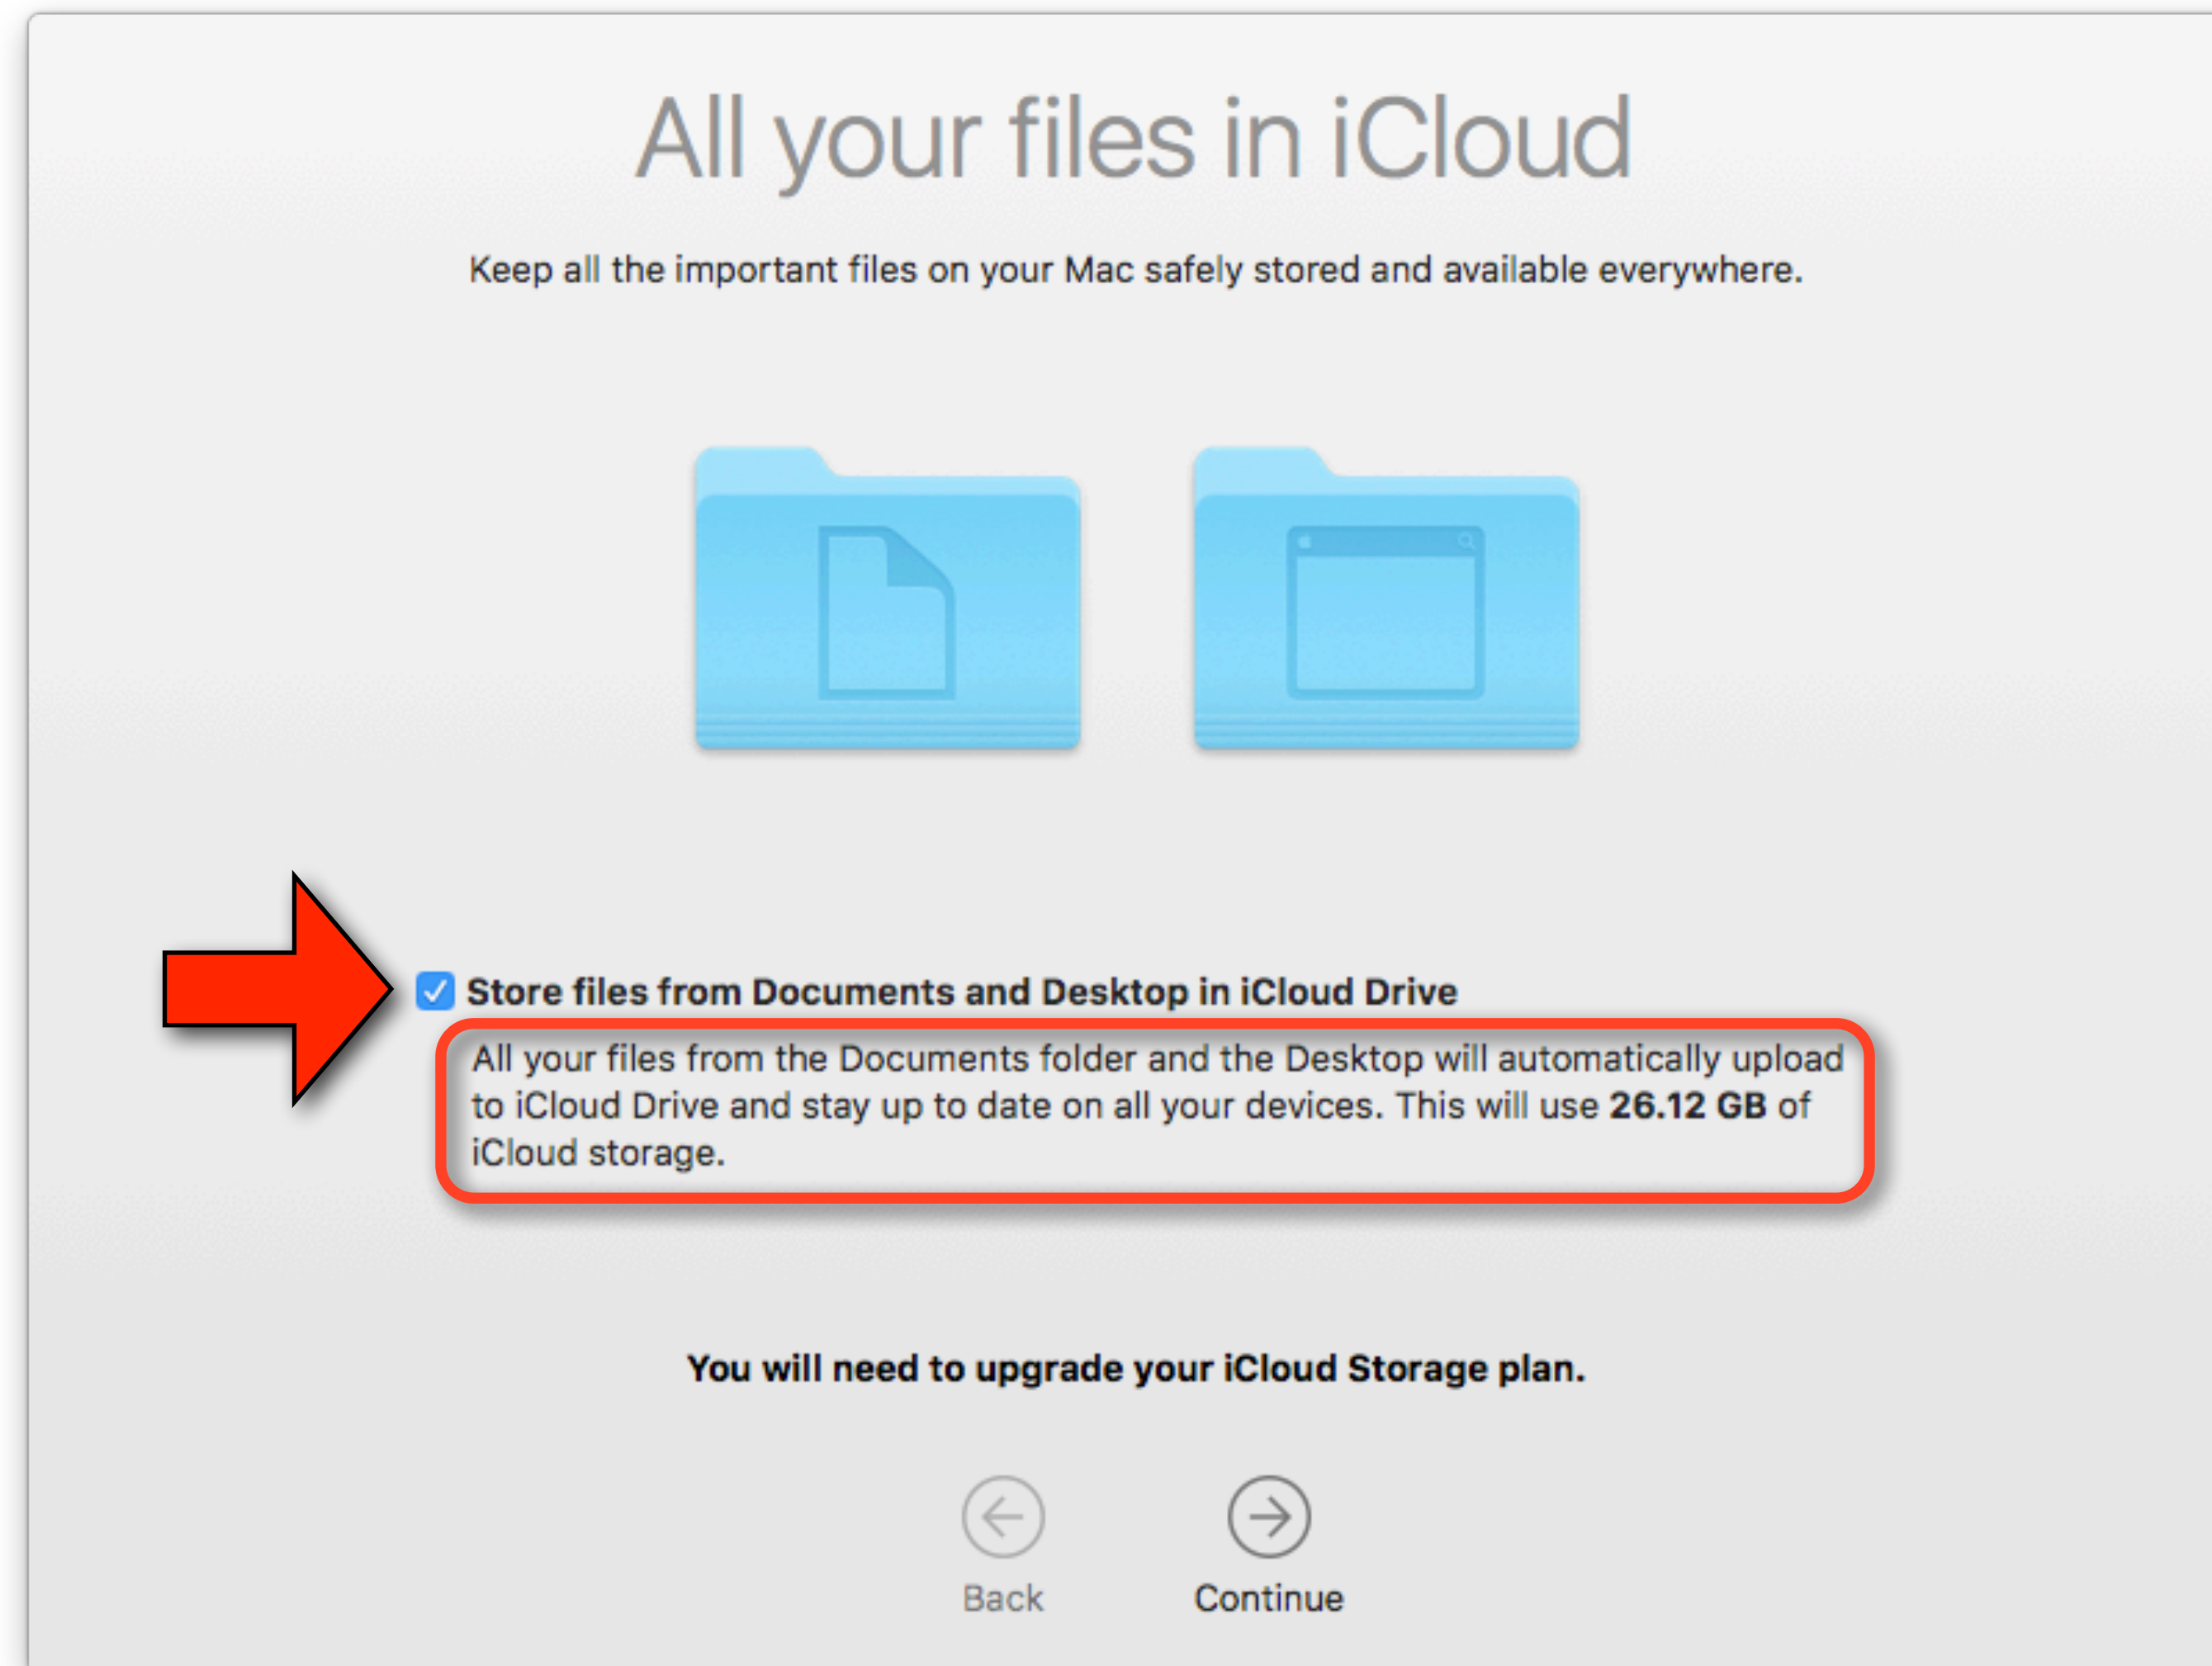 All your files in iCloud
Keep all the important files on your Mac safely stored and available everywhere.
Store files from Documents and Desktop in iCloud Drive
All your files from the Documents folder and the Desktop will automatically upload
to iCloud Drive and stay up to date on all your devices. This will use 26.12 GB of
iCloud storage.
You will need to upgrade your iCloud Storage plan.
Back
Continue